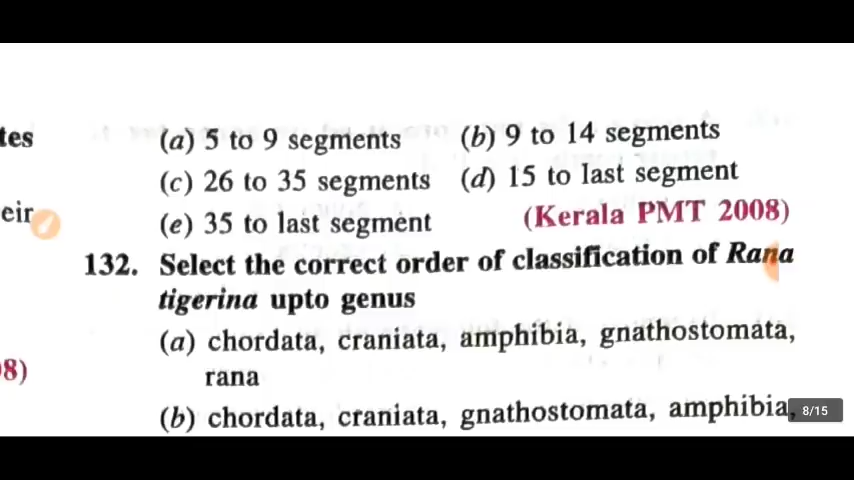 tes
(a) 5 to 9 segments (b) 9 to 14 segments
(c) 26 to 35 segments (d) 15 to last segment
eir
(e) 35 to last segment (Kerala PMT 2008)
132. Select the correct order of classification of Rana
tigerina upto genus
(a) chordata, craniata, amphibia, gnathostomata,
8)
rana
(b) chordata, craniata, gnathostomata, amphibia,
8/15